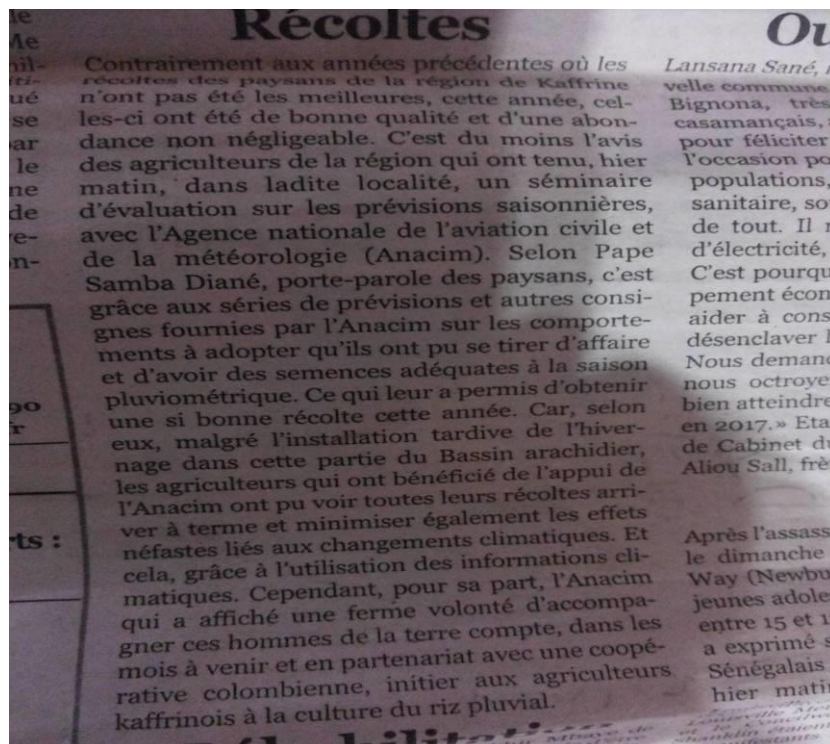 Récoltes
Contrairement aux années précédentes où les
récoltes des paysans de la région de Kaffrine
n'ont pas été les meilleures, cette année, cel-
les-ci ont été de bonne qualité et d'une abon-
dance non négligeable. C'est du moins l'avis
des agriculteurs de la région qui ont tenu, hier
matin, dans ladite localité, un séminaire
d'évaluation sur les prévisions saisonnières,
avec l'Agence nationale de l'aviation civile et
de la météorologie (Anacim). Selon Pape
Samba Diané, porte-parole des paysans, c'est
grâce aux séries de prévisions et autres consi-
gnes fournies par l'Anacim sur les comporte-
ments à adopter qu'ils ont pu se tirer d'affaire
et d'avoir des semences adéquates à la saison
pluviométrique. Ce qui leur a permis d'obtenir
une si bonne récolte cette année. Car, selon
eux, malgré l'installation tardive de l'hiver-
nage dans cette partie du Bassin arachidier,
les agriculteurs qui ont bénéficié de l'appui de
l'Anacim ont pu voir toutes leurs récoltes arri-
ver à terme et minimiser également les effets
néfastes liés aux changements climatiques. Et
cela, grâce à l'utilisation des informations cli-
matiques. Cependant, pour sa part, l'Anacim
qui a affiché une ferme volonté d'accompa-
gner ces hommes de la terre compte, dans les
mois à venir et en partenariat avec une coopé-
rative colombienne, initier aux agriculteurs
kaffrinois à la culture du riz pluvial.
Ou
Lansana Sané,
velle commune
Bignona, très
casamançais,
pour féliciter
l'occasion
populations,
sanitaire,
de tout. Il
d'électricité,
C'est
pement
aider à
désenclaver
Nous
nous
bien
en 2017.» Etai
de Cabinet du
Aliou Sall,
Après
le dimanche
Way
jeunes
entre 15 et
a exprimé
Sénégalais
hier